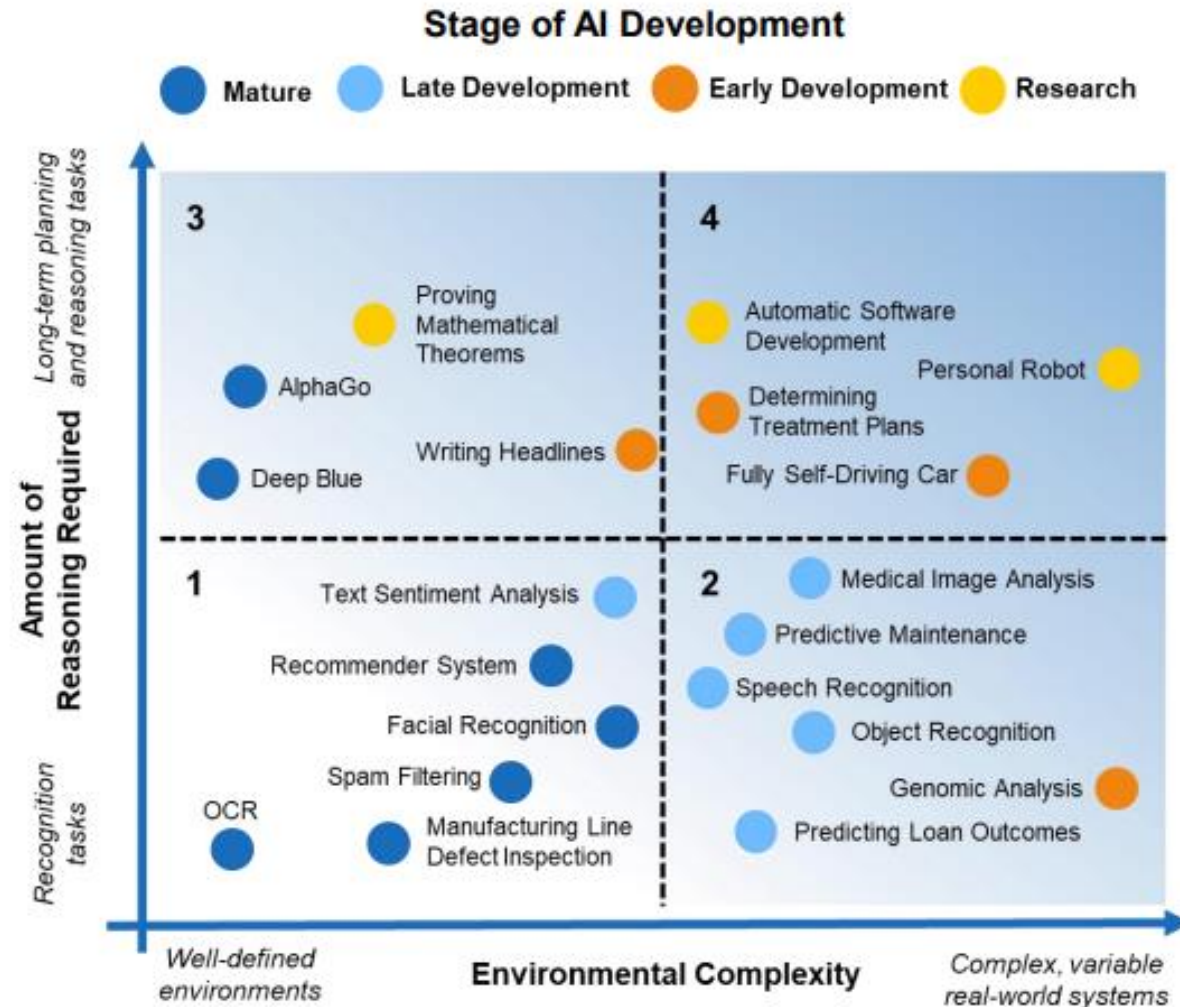 Stage of AI Development
Mature
Late Development
Early Development
Research
Long-term planning
and reasoning tasks
Amount of
Reasoning Required
Recognition
tasks
3
Proving
Mathematical
Theorems
AlphaGo
Writing Headlines
Deep Blue
4
Automatic Software
Development
Personal Robot
Determining
Treatment Plans
Fully Self-Driving Car
1
Text Sentiment Analysis
Recommender System
Facial Recognition
Spam Filtering
OCR
Manufacturing Line
Defect Inspection
2
Medical Image Analysis
Predictive Maintenance
Speech Recognition
Object Recognition
Genomic Analysis
Predicting Loan Outcomes
Well-defined
environments
Environmental Complexity
Complex, variable
real-world systems